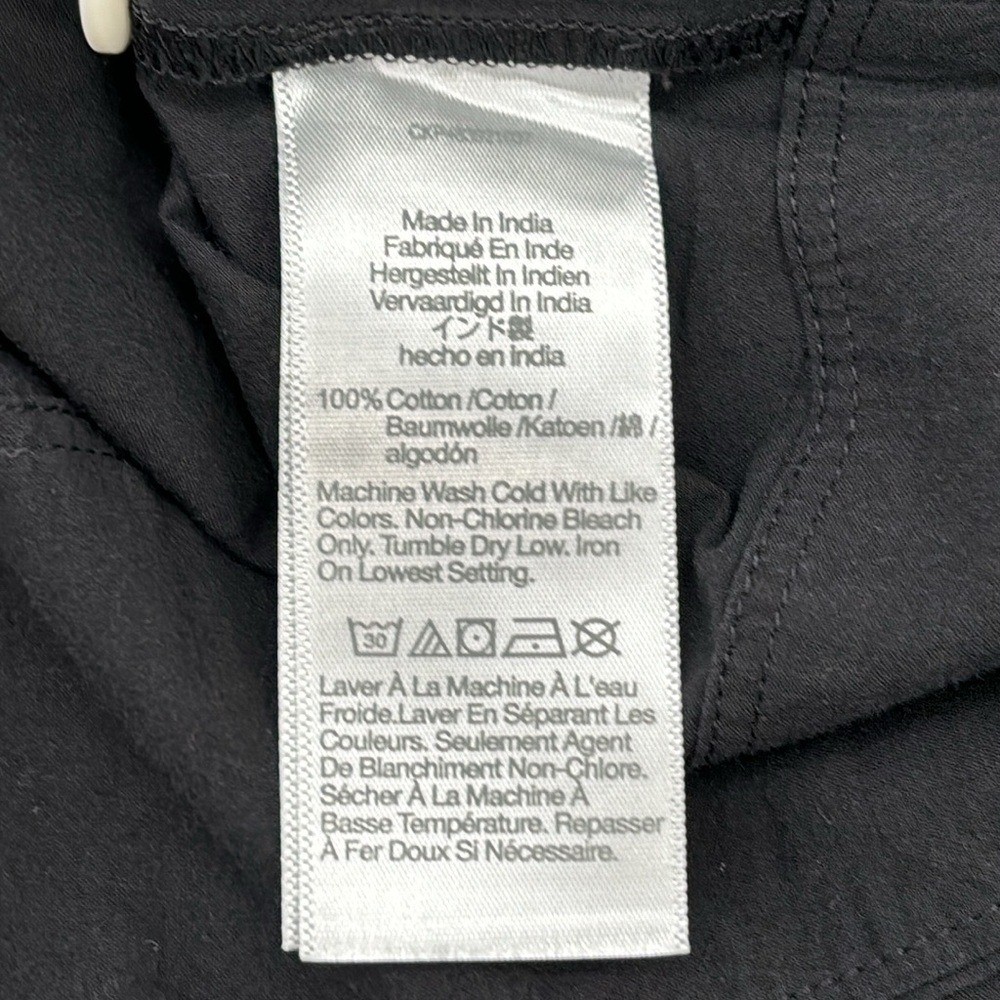 Made In India
Fabriqué En Inde
Hergestellt In Indien
Vervaardigd In India
インド製
hecho en india
100% Cotton /Coton /
Baumwolle /Katoen /綿 /
algodón
Machine Wash Cold With Like
Colors. Non-Chlorine Bleach
Only. Tumble Dry Low. Iron
On Lowest Setting.
30
Laver À La Machine À L'eau
Froide.Laver En Séparant Les
Couleurs. Seulement Agent
De Blanchiment Non-Chlore.
Sécher À La Machine À
Basse Température. Repasser
À Fer Doux Si Nécessaire.